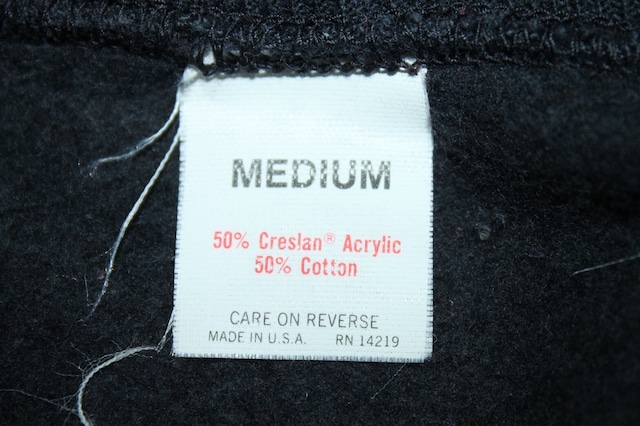 MEDIUM
50% Creslan® Acrylic
50% Cotton
CARE ON REVERSE
MADE IN U.S.A. RN 14219